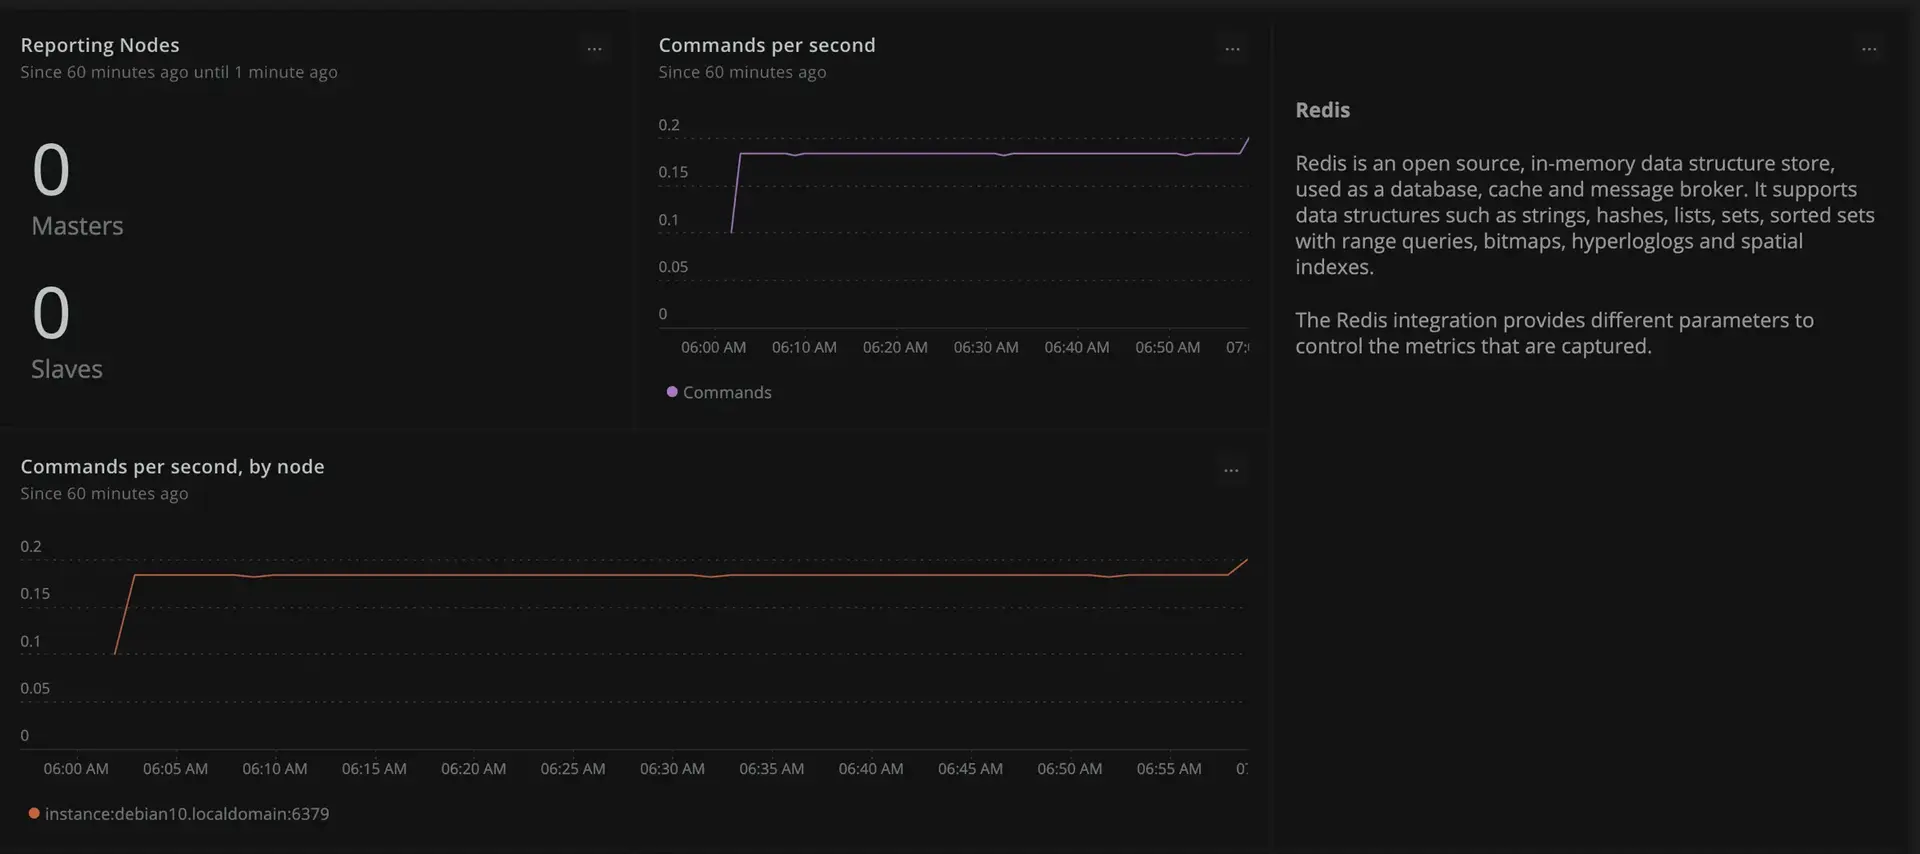 Reporting Nodes
...
Since 60 minutes ago until 1 minute ago
0
Masters
0
Slaves
Commands per second
...
Since 60 minutes ago
0.2
0.15
0.1
0.05
0
06:00 AM 06:10 AM 06:20 AM 06:30 AM 06:40 AM 06:50 AM 07:0
Commands
...
Redis
Redis is an open source, in-memory data structure store,
used as a database, cache and message broker. It supports
data structures such as strings, hashes, lists, sets, sorted sets
with range queries, bitmaps, hyperloglogs and spatial
indexes.
The Redis integration provides different parameters to
control the metrics that are captured.
Commands per second, by node
...
Since 60 minutes ago
0.2
0.15
0.1
0.05
0
06:00 AM 06:05 AM 06:10 AM 06:15 AM 06:20 AM 06:25 AM 06:30 AM 06:35 AM 06:40 AM 06:45 AM 06:50 AM 06:55 AM 07:
instance:debian10.localdomain:6379